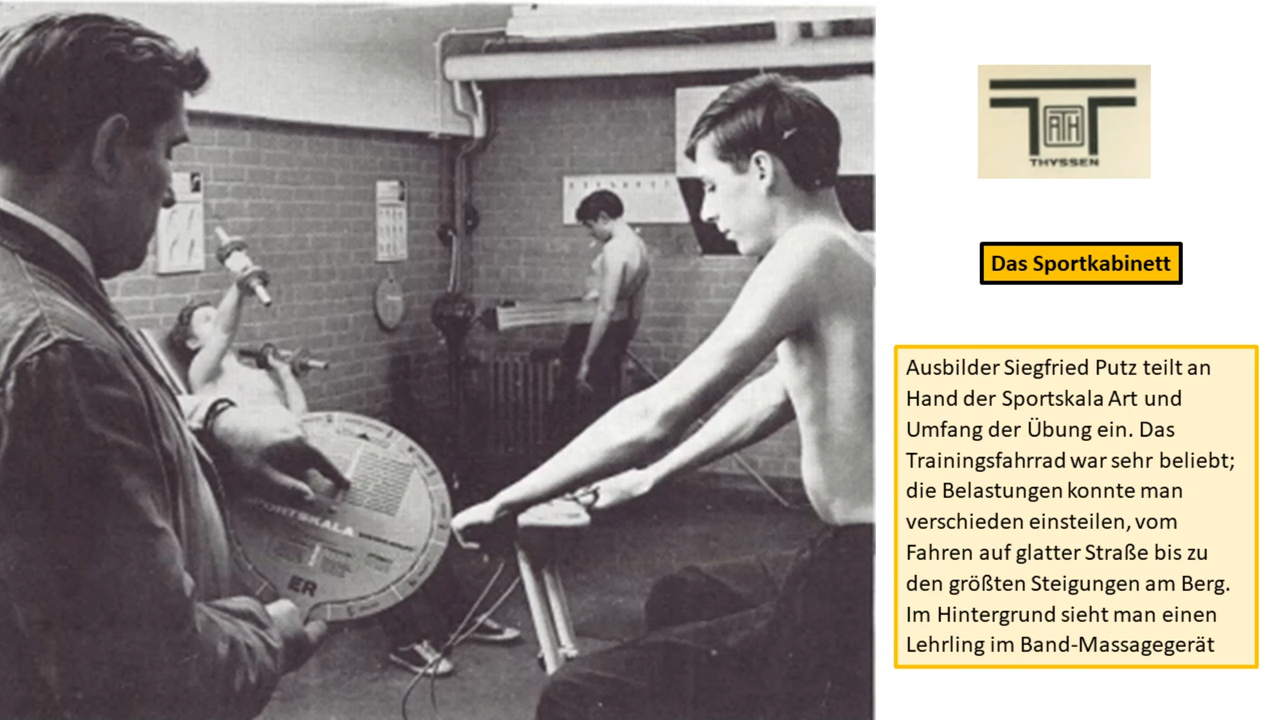 ATH
THYSSEN
Das Sportkabinett
Ausbilder Siegfried Putz teilt an
Hand der Sportskala Art und
Umfang der Übung ein. Das
Trainingsfahrrad war sehr beliebt;
die Belastungen konnte man
verschieden einsteilen, vom
Fahren auf glatter Straße bis zu
den größten Steigungen am Berg.
Im Hintergrund sieht man einen
Lehrling im Band-Massagegerät
ORTSKALA
ER